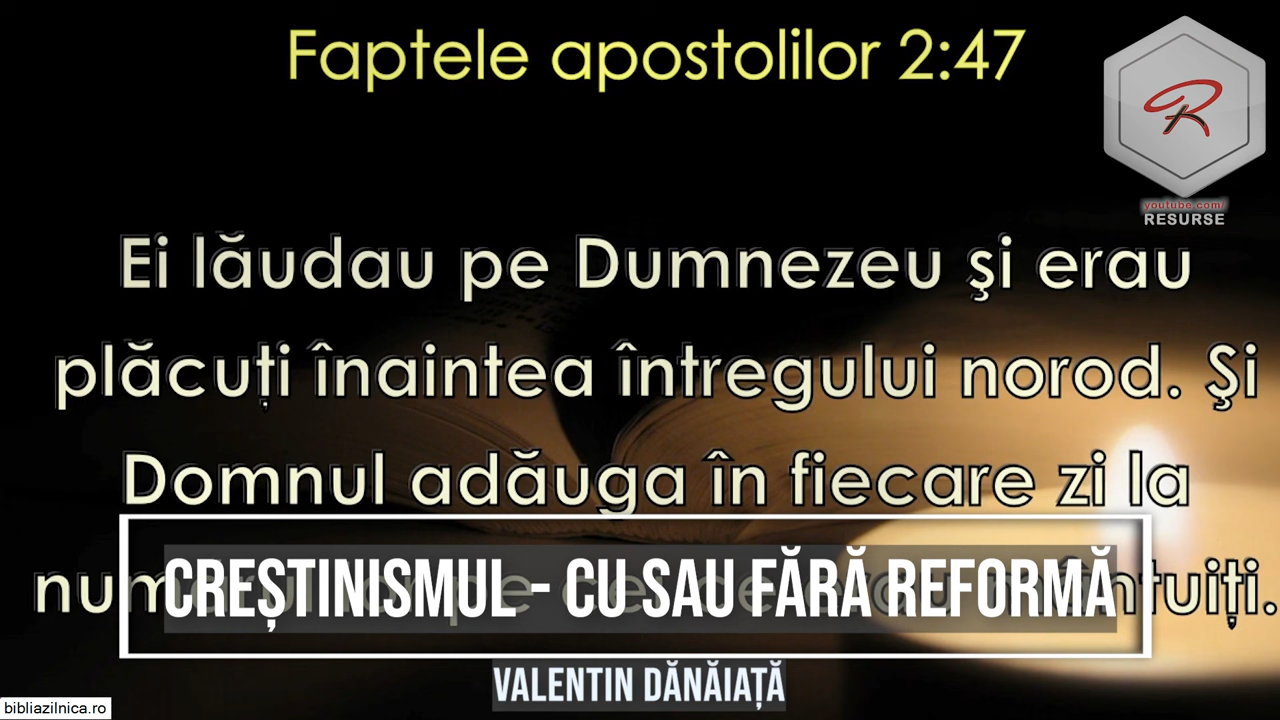 Faptele apostolilor 2:47
youtube.com/
RESURSE
Ei lăudau pe Dumnezeu şi erau
plăcuți înaintea întregului norod. Şi
Domnul adăuga în fiecare zi la
CREȘTINISMUL - CU SAU FĂRĂ REFORMĂ
VALENTIN DĂNĂIAȚĂ
bibliazilnica.ro